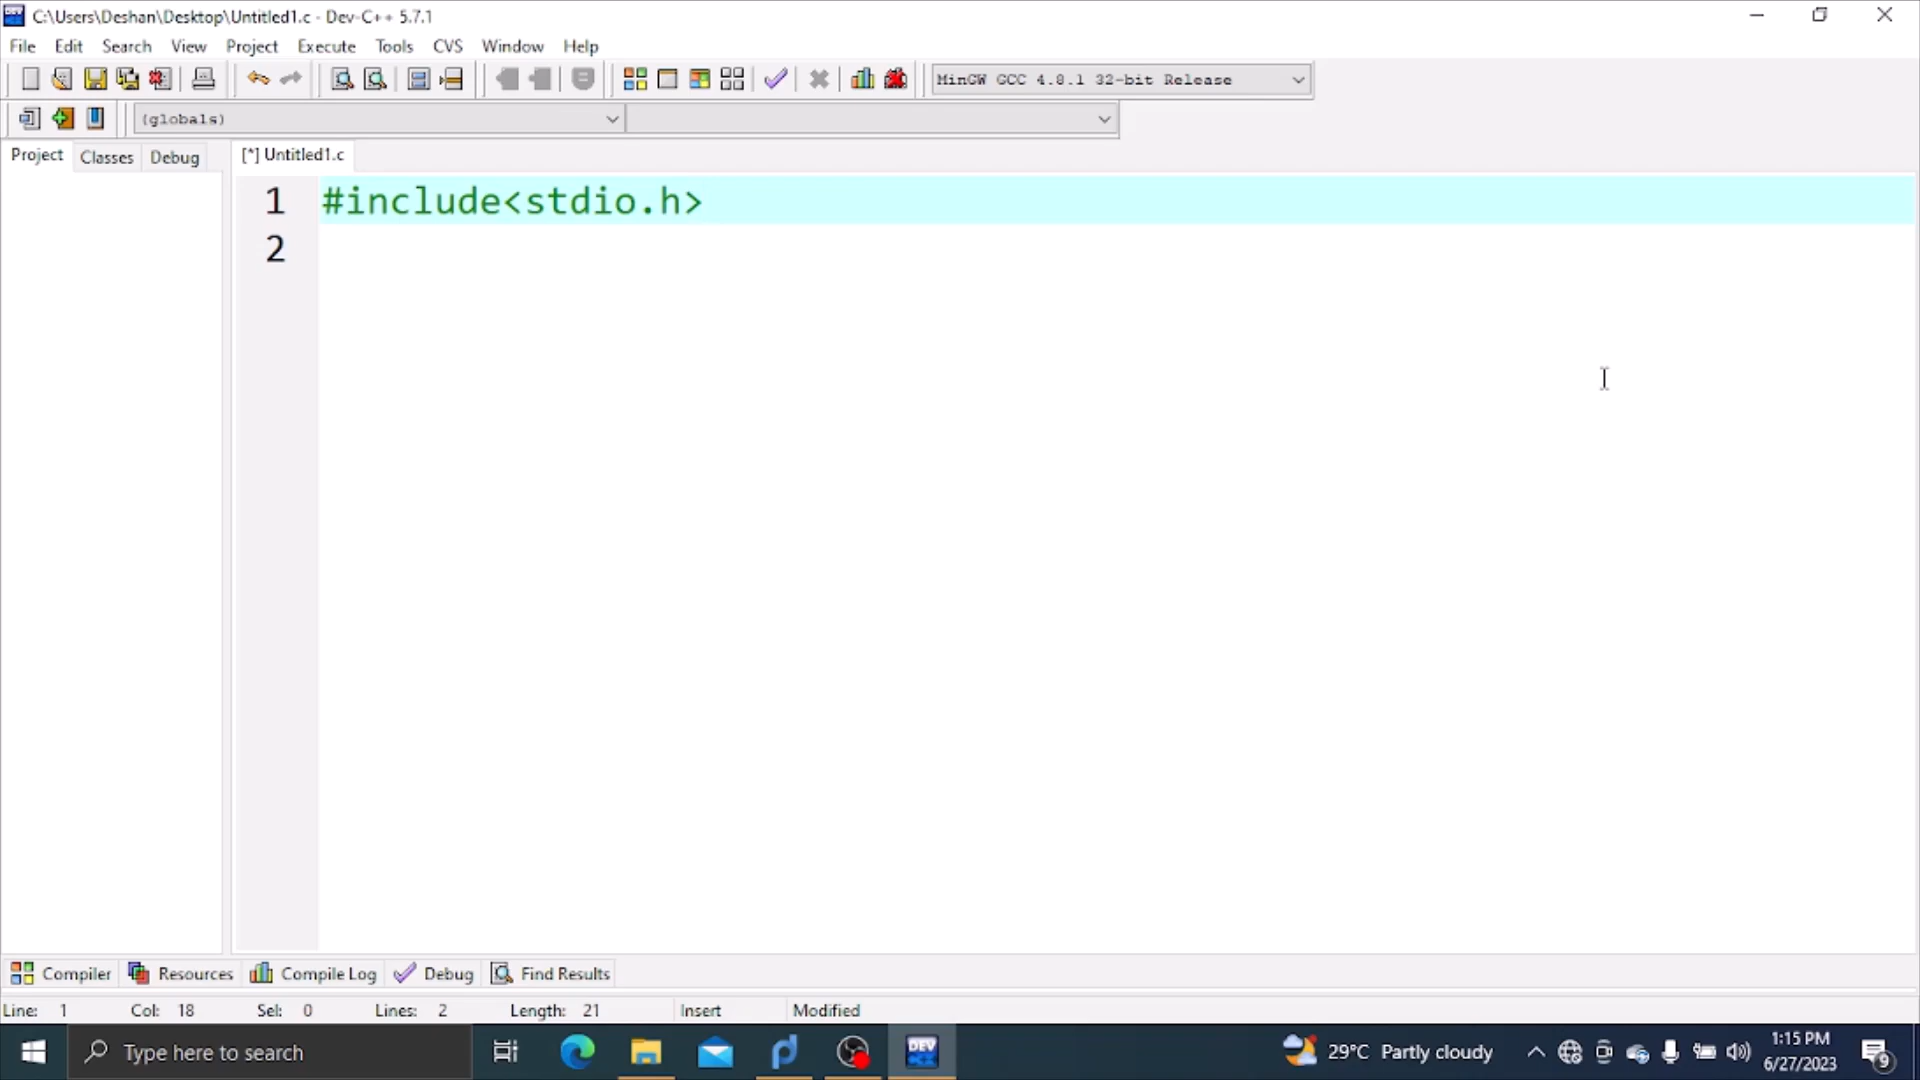 C:\Users\Deshan\Desktop\Untitled1.c - Dev-C++ 5.7.1
File Edit Search View Project Execute Tools CVS Window Help
MinGW GCC 4.8.1 32-bit Release
(globals)
Project Classes Debug [*] Untitled1.c
1 #include<stdio.h>
2
Compiler Resources Compile Log Debug Find Results
Line: 1 Col: 18 Sel: 0 Lines: 2 Length: 21 Insert Modified
Type here to search DEV 29°C Partly cloudy 1:15 PM
6/27/2023 9